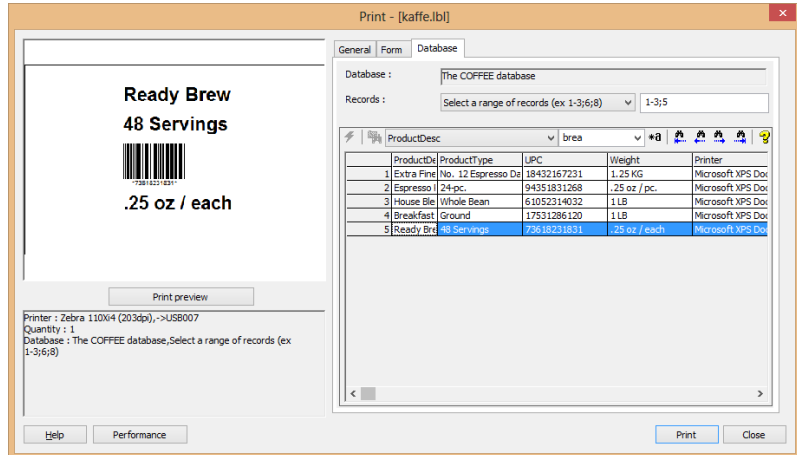 Print - [kaffe.lbl]
×
Ready Brew
48 Servings
*73618231831*
.25 oz / each
Print preview
Printer : Zebra 110Xi4 (203dpi),->USB007
Quantity : 1
Database : The COFFEE database,Select a range of records (ex
1-3;6;8)
General Form Database
Database : The COFFEE database
Records : Select a range of records (ex 1-3;6;8) 1-3;5
ProductDesc brea *a ?
ProductDe ProductType UPC Weight Printer
1 Extra Fine No. 12 Espresso Da 18432167231 1.25 KG Microsoft XPS Doc
2 Espresso 24-pc. 94351831268 .25 oz / pc. Microsoft XPS Doc
3 House Ble Whole Bean 61052314032 1 LB Microsoft XPS Doc
4 Breakfast Ground 17531286120 1 LB Microsoft XPS Doc
5 Ready Bre 48 Servings 73618231831 .25 oz / each Microsoft XPS Doc
Help Performance Print Close